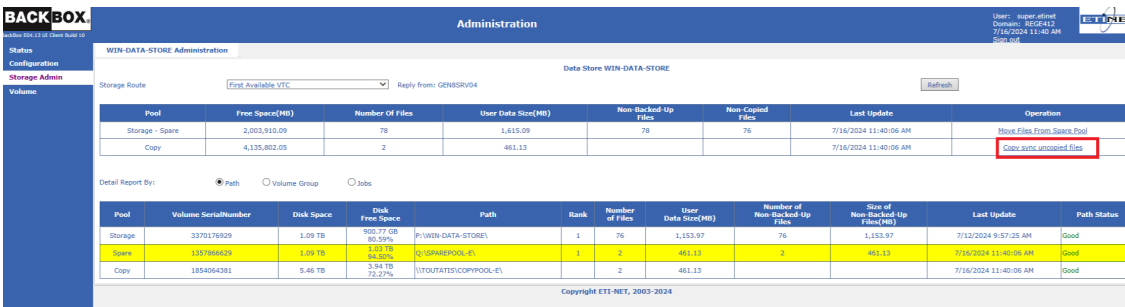 BACKBOX®
BackBox E04.13 UI Client Build 10
Administration
User: super.etinet
Domain: REGE412
7/16/2024 11:40 AM
Sign out
ETINE
Status
Configuration
Storage Admin
Volume
WIN-DATA-STORE Administration
Data Store WIN-DATA-STORE
Storage Route First Available VTC Reply from: GEN8SRV04 Refresh
Pool Free Space(MB) Number Of Files User Data Size(MB) Non-Backed-Up Files Non-Copied Files Last Update Operation
Storage - Spare 2,003,910.09 78 1,615.09 78 76 7/16/2024 11:40:06 AM Move Files From Spare Pool
Copy 4,135,802.05 2 461.13 7/16/2024 11:40:06 AM Copy sync uncopied files
Detail Report By: Path Volume Group Jobs
Pool Volume SerialNumber Disk Space Disk Free Space Path Rank Number of Files User Data Size(MB) Number of Non-Backed-Up Files Size of Non-Backed-Up Files(MB) Last Update Path Status
Storage 3370176929 1.09 TB 900.77 GB 80.59% P:\WIN-DATA-STORE\ 1 76 1,153.97 76 1,153.97 7/12/2024 9:57:25 AM Good
Spare 1357866629 1.09 TB 1.03 TB 94.50% Q:\SPAREPOOL-E\ 1 2 461.13 2 461.13 7/16/2024 11:40:06 AM Good
Copy 1854064381 5.46 TB 3.94 TB 72.27% \\TOUTATIS\COPYPOOL-E\ 2 461.13 7/16/2024 11:40:06 AM Good
Copyright ETI-NET, 2003-2024